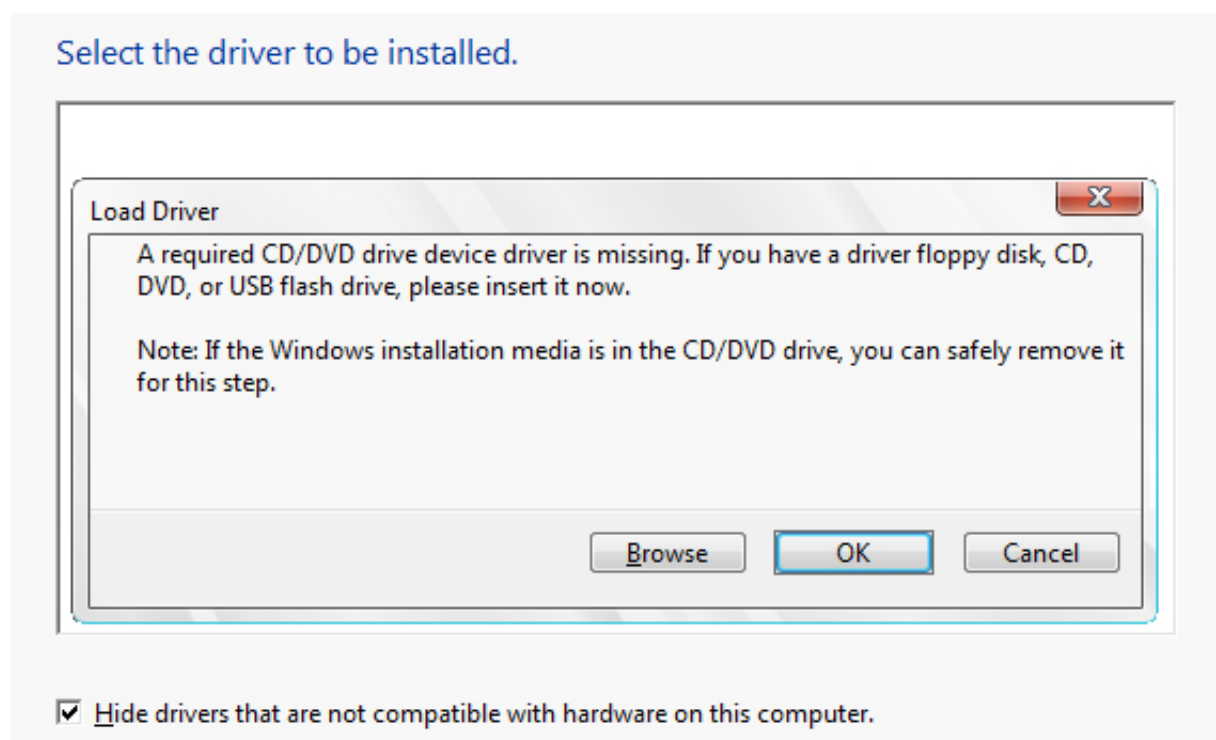 Select the driver to be installed.
Load Driver
A required CD/DVD drive device driver is missing. If you have a driver floppy disk, CD,
DVD, or USB flash drive, please insert it now.
Note: If the Windows installation media is in the CD/DVD drive, you can safely remove it
for this step.
Browse OK Cancel
Hide drivers that are not compatible with hardware on this computer.